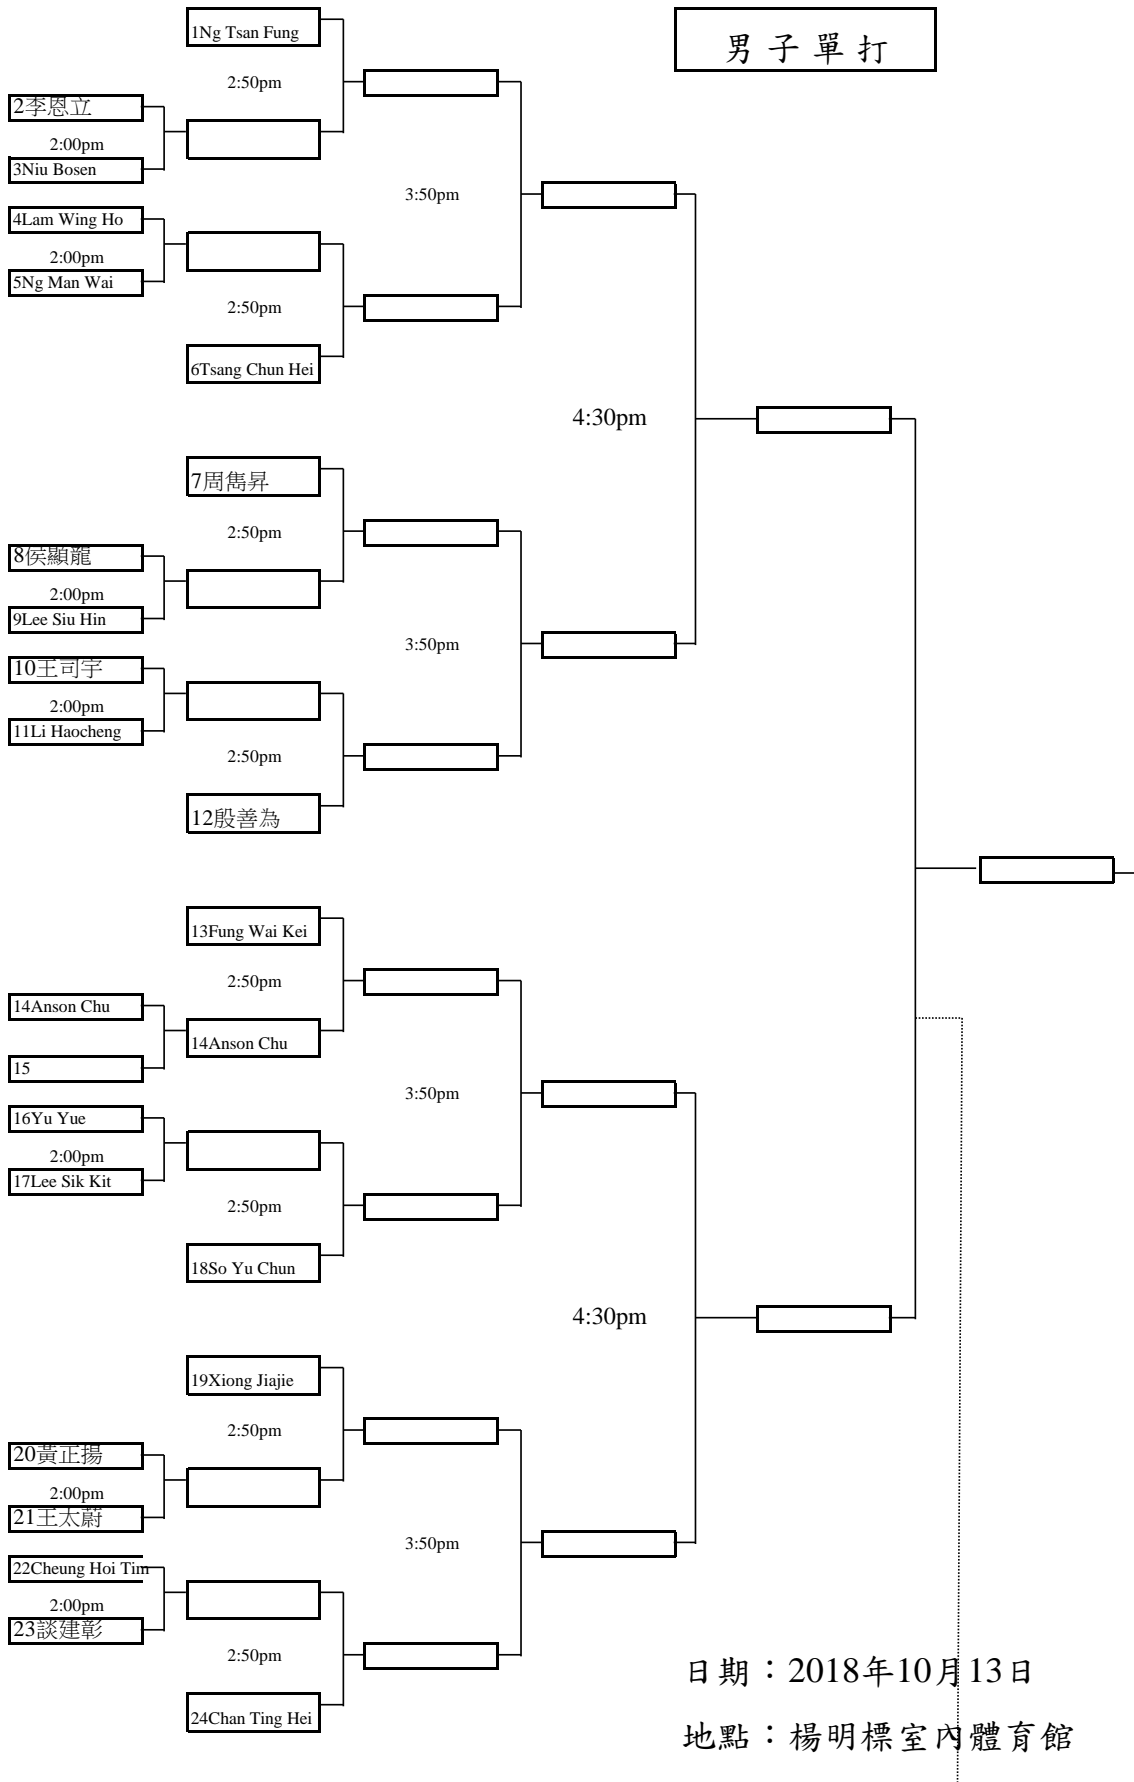 1Ng Tsan Fung
男子單打
2:50pm
2李恩立
2:00pm
3Niu Bosen
3:50pm
4Lam Wing Ho
2:00pm
5Ng Man Wai
2:50pm
6Tsang Chun Hei
4:30pm
7周雋昇
2:50pm
8侯顯龍
2:00pm
9Lee Siu Hin
3:50pm
10王司宇
2:00pm
11Li Haocheng
2:50pm
12殷善為
13Fung Wai Kei
2:50pm
14Anson Chu
14Anson Chu
15
3:50pm
16Yu Yue
2:00pm
17Lee Sik Kit
2:50pm
18So Yu Chun
4:30pm
19Xiong Jiajie
2:50pm
20黃正揚
2:00pm
21王太蔚
3:50pm
22Cheung Hoi Tim
2:00pm
23談建彰
2:50pm
24Chan Ting Hei
日期：2018年10月13日
地點：楊明標室內體育館